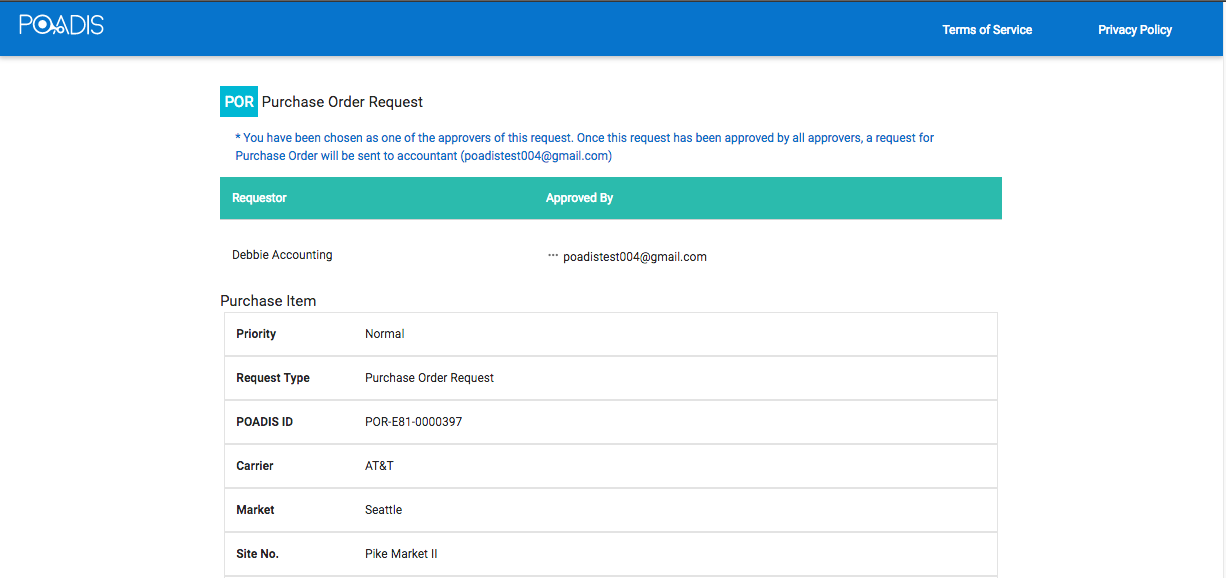 POADIS
Terms of Service
Privacy Policy
POR Purchase Order Request
* You have been chosen as one of the approvers of this request. Once this request has been approved by all approvers, a request for
Purchase Order will be sent to accountant (poadistest004@gmail.com)
Requestor
Approved By
Debbie Accounting
··· poadistest004@gmail.com
Purchase Item
Priority
Normal
Request Type
Purchase Order Request
POADIS ID
POR-E81-0000397
Carrier
AT&T
Market
Seattle
Site No.
Pike Market II